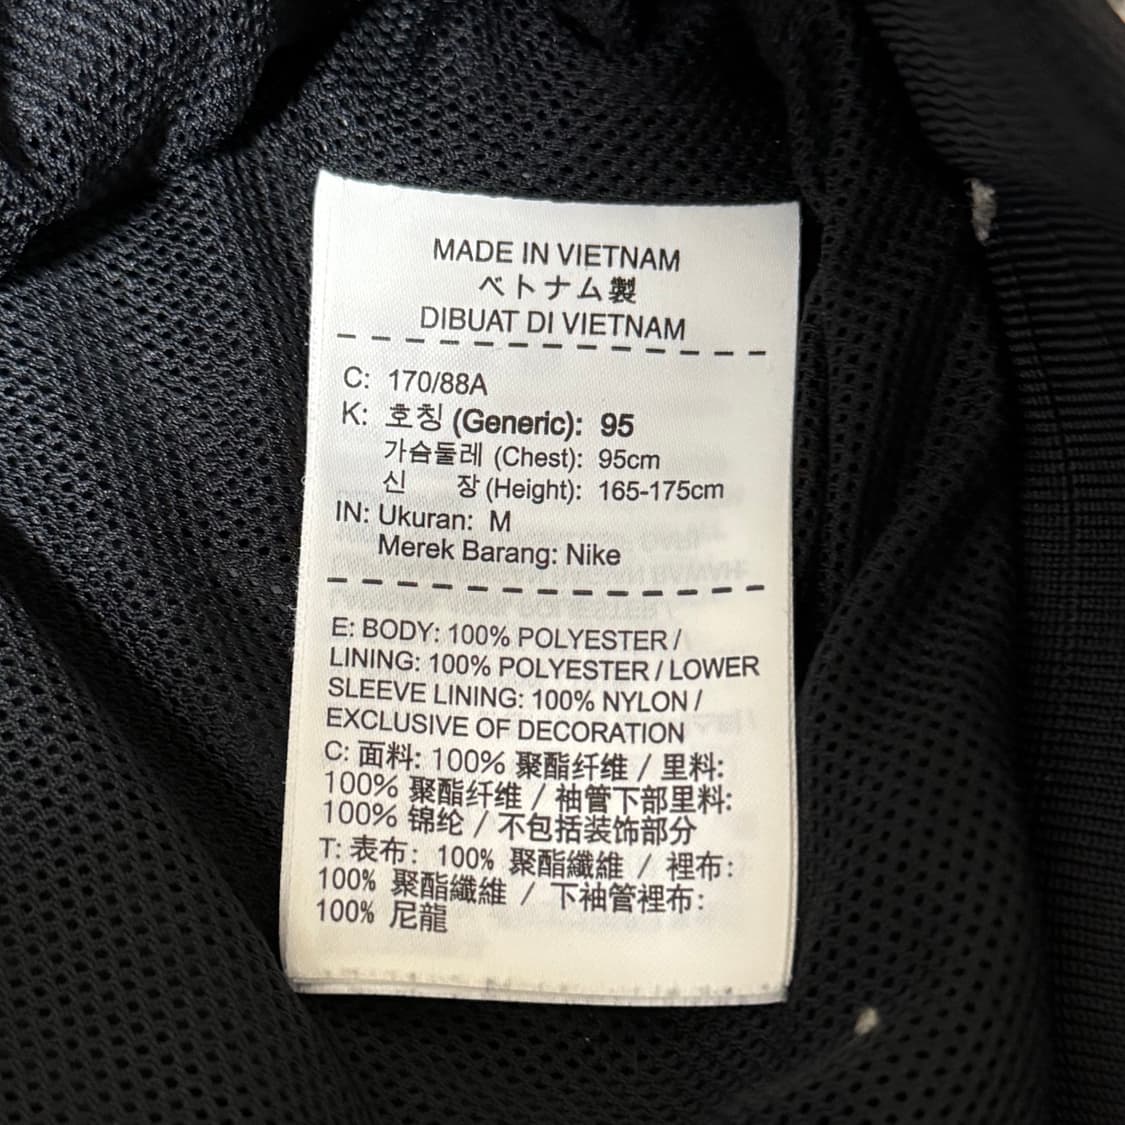 MADE IN VIETNAM
ベトナム製
DIBUAT DI VIETNAM
C: 170/88A
K: 호칭 (Generic): 95
가슴둘레 (Chest): 95cm
신 장 (Height): 165-175cm
IN: Ukuran: M
Merek Barang: Nike
E: BODY: 100% POLYESTER /
LINING: 100% POLYESTER / LOWER
SLEEVE LINING: 100% NYLON /
EXCLUSIVE OF DECORATION
C: 面料: 100% 聚酯纤维 / 里料:
100% 聚酯纤维 / 袖管下部里料:
100% 锦纶 / 不包括装饰部分
T: 表布: 100% 聚酯纖維 / 裡布:
100% 聚酯纖維 / 下袖管裡布:
100% 尼龍